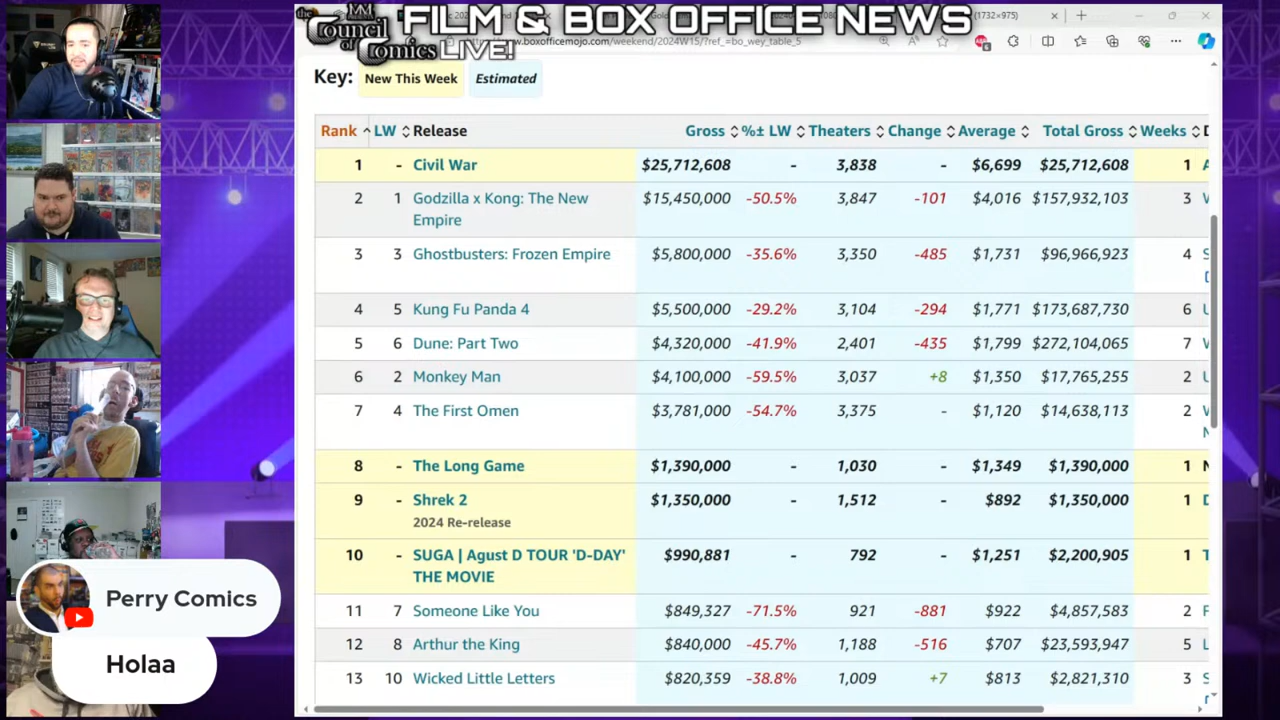 the
MM
Council
of
Comics
FILM & BOX OFFICE NEWS
LIVE!
(1732×975)
www.boxofficemojo.com/weekend/2024W15/?ref_=bo_wey_table_5
Key: New This Week Estimated
Rank LW Release Gross %± LW Theaters Change Average Total Gross Weeks D
1 - Civil War $25,712,608 - 3,838 - $6,699 $25,712,608 1 A
2 1 Godzilla x Kong: The New Empire $15,450,000 -50.5% 3,847 -101 $4,016 $157,932,103 3
3 3 Ghostbusters: Frozen Empire $5,800,000 -35.6% 3,350 -485 $1,731 $96,966,923 4 S
4 5 Kung Fu Panda 4 $5,500,000 -29.2% 3,104 -294 $1,771 $173,687,730 6
5 6 Dune: Part Two $4,320,000 -41.9% 2,401 -435 $1,799 $272,104,065 7
6 2 Monkey Man $4,100,000 -59.5% 3,037 +8 $1,350 $17,765,255 2
7 4 The First Omen $3,781,000 -54.7% 3,375 - $1,120 $14,638,113 2
8 - The Long Game $1,390,000 - 1,030 - $1,349 $1,390,000 1
9 - Shrek 2 $1,350,000 - 1,512 - $892 $1,350,000 1
2024 Re-release
10 - SUGA | Agust D TOUR 'D-DAY' THE MOVIE $990,881 - 792 - $1,251 $2,200,905 1
11 7 Someone Like You $849,327 -71.5% 921 -881 $922 $4,857,583 2
12 8 Arthur the King $840,000 -45.7% 1,188 -516 $707 $23,593,947 5
13 10 Wicked Little Letters $820,359 -38.8% 1,009 +7 $813 $2,821,310 3
Perry Comics
Holaa